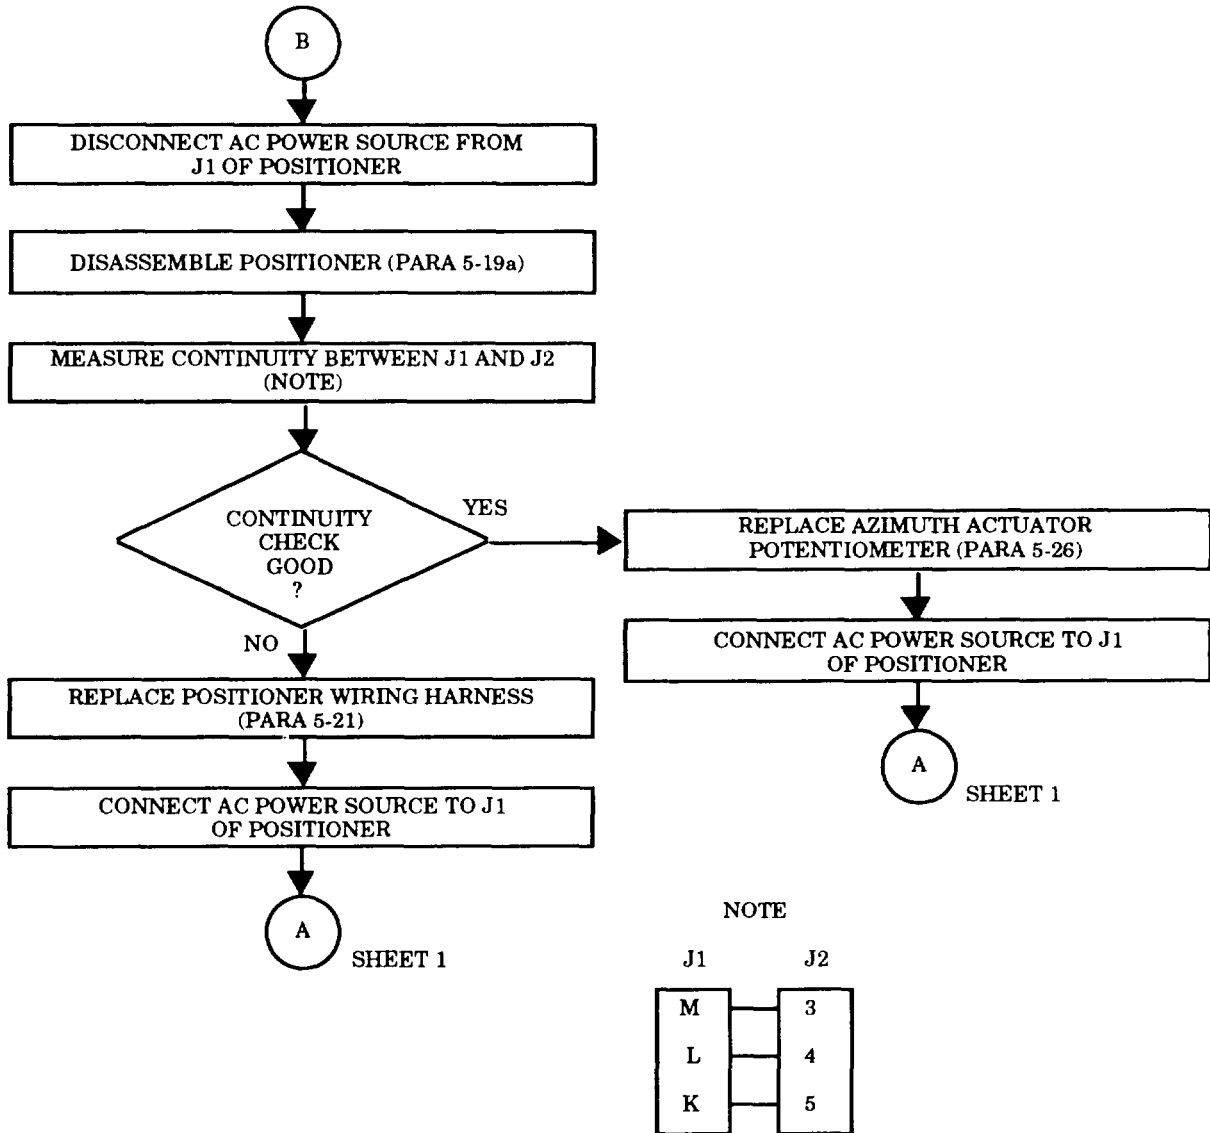 B
DISCONNECT AC POWER SOURCE FROM
J1 OF POSITIONER
DISASSEMBLE POSITIONER (PARA 5-19a)
MEASURE CONTINUITY BETWEEN J1 AND J2
(NOTE)
CONTINUITY
CHECK
GOOD
?
YES
REPLACE AZIMUTH ACTUATOR
POTENTIOMETER (PARA 5-26)
CONNECT AC POWER SOURCE TO J1
OF POSITIONER
A
SHEET 1
NO
REPLACE POSITIONER WIRING HARNESS
(PARA 5-21)
CONNECT AC POWER SOURCE TO J1
OF POSITIONER
A
SHEET 1
NOTE
J1 J2
M 3
L 4
K 5